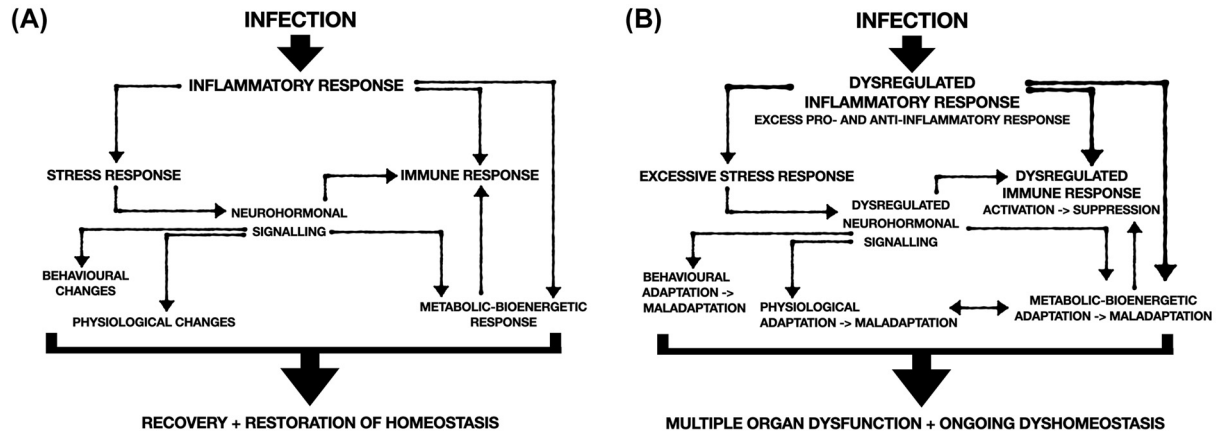 (A)
INFECTION
INFLAMMATORY RESPONSE
STRESS RESPONSE
IMMUNE RESPONSE
NEUROHORMONAL
SIGNALLING
BEHAVIOURAL
CHANGES
PHYSIOLOGICAL CHANGES
METABOLIC-BIOENERGETIC
RESPONSE
RECOVERY + RESTORATION OF HOMEOSTASIS
(B)
INFECTION
DYSREGULATED
INFLAMMATORY RESPONSE
EXCESS PRO- AND ANTI-INFLAMMATORY RESPONSE
EXCESSIVE STRESS RESPONSE
DYSREGULATED
IMMUNE RESPONSE
ACTIVATION -> SUPPRESSION
DYSREGULATED
NEUROHORMONAL
SIGNALLING
BEHAVIOURAL
ADAPTATION ->
MALADAPTATION
PHYSIOLOGICAL
ADAPTATION -> MALADAPTATION
METABOLIC-BIOENERGETIC
ADAPTATION -> MALADAPTATION
MULTIPLE ORGAN DYSFUNCTION + ONGOING DYSHOMEOSTASIS